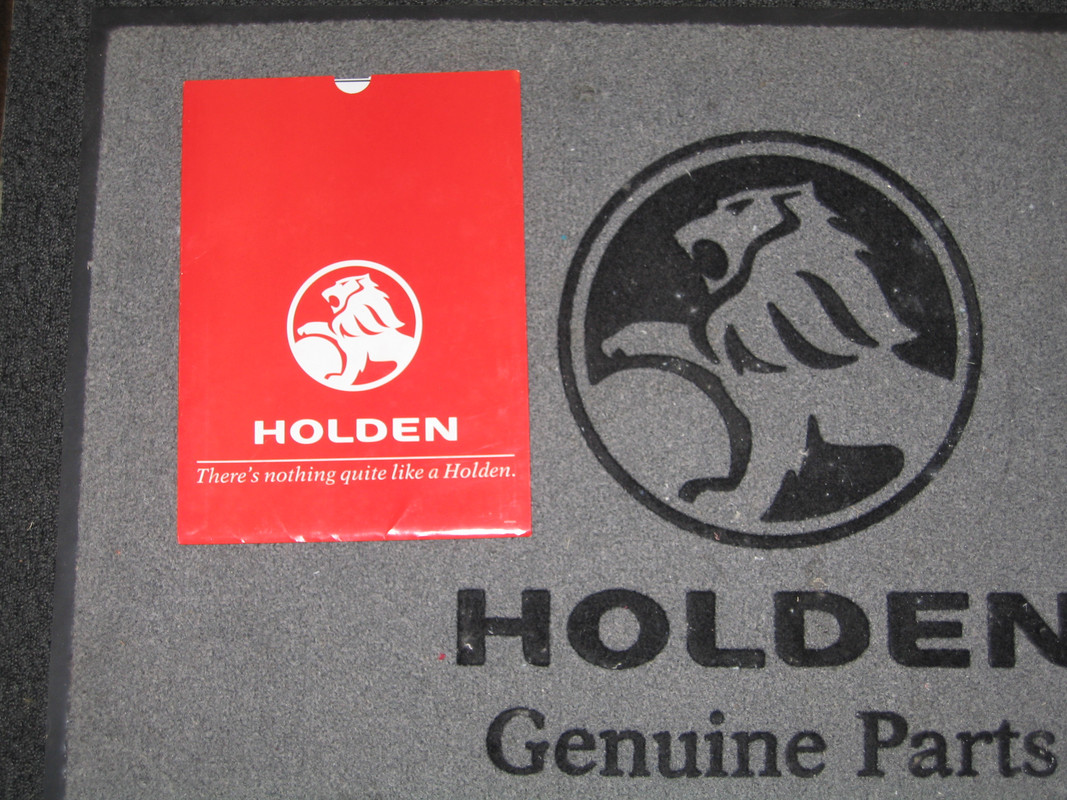 HOLDEN
There's nothing quite like a Holden.
HOLDEN
Genuine Parts